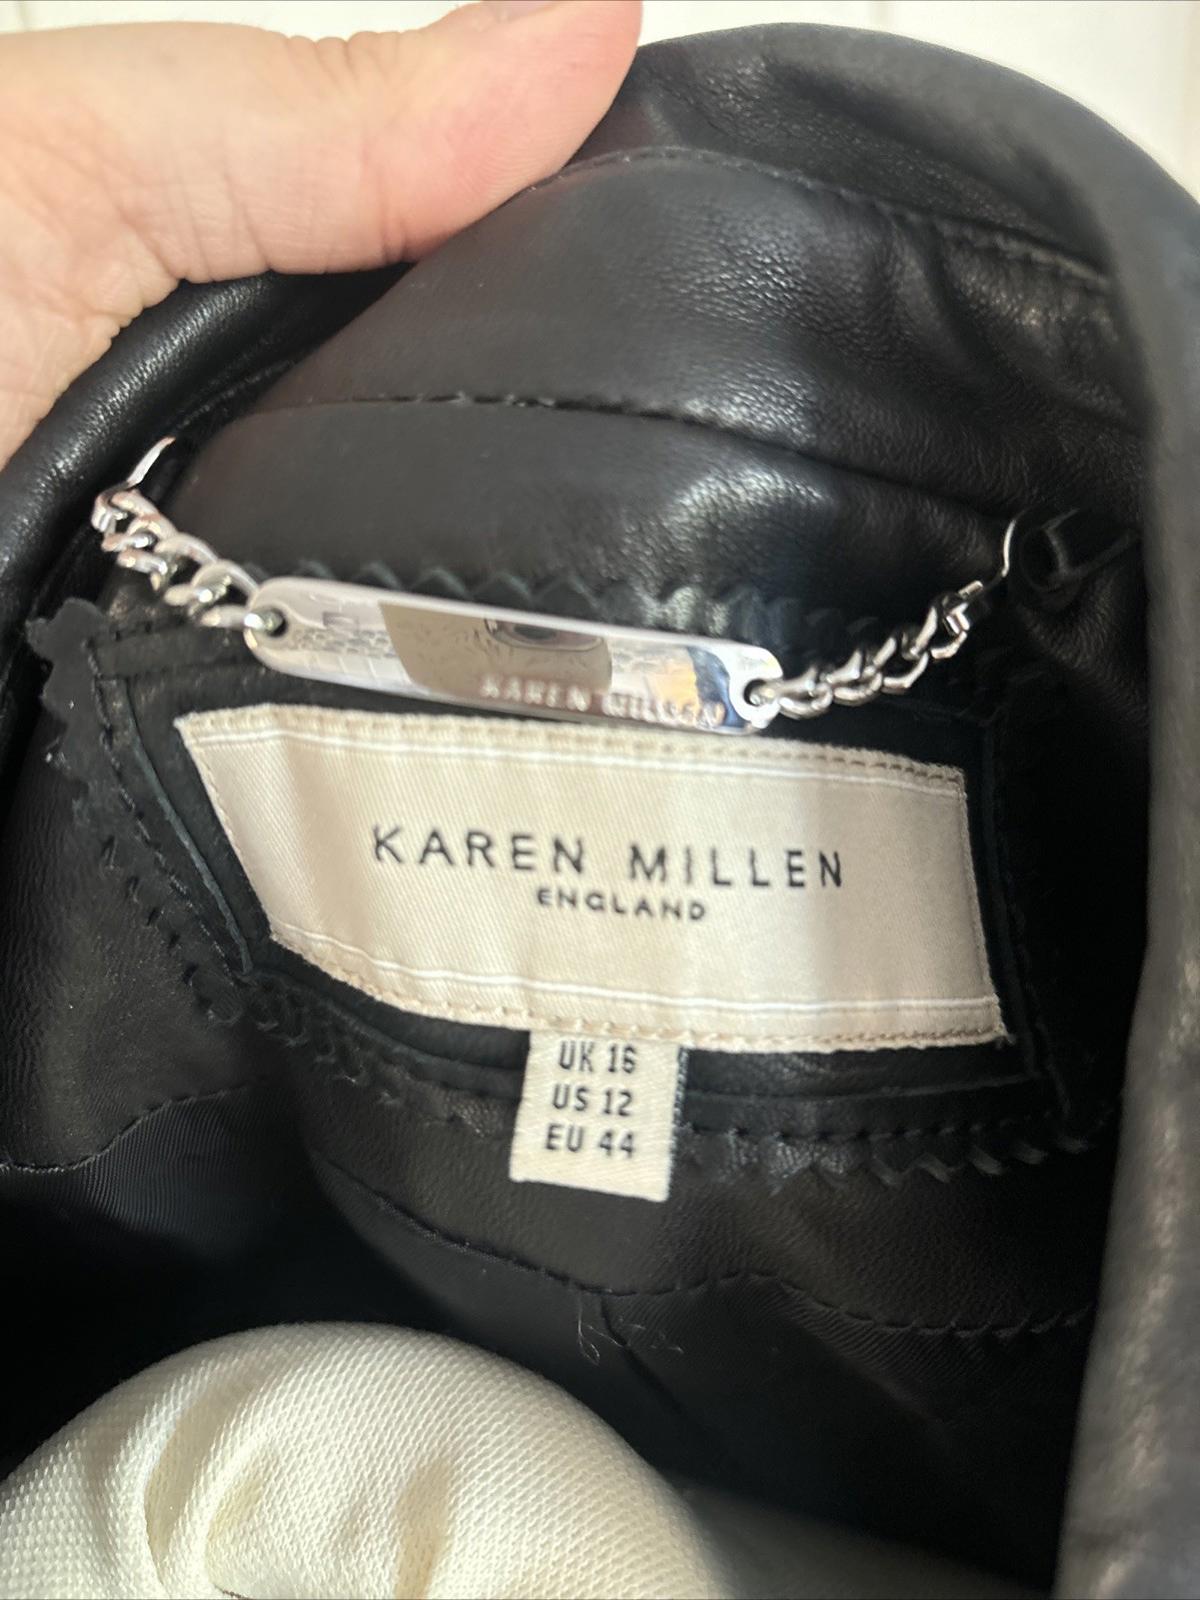 KAREN MILLEN
KAREN MILLEN
ENGLAND
UK 16
US 12
EU 44